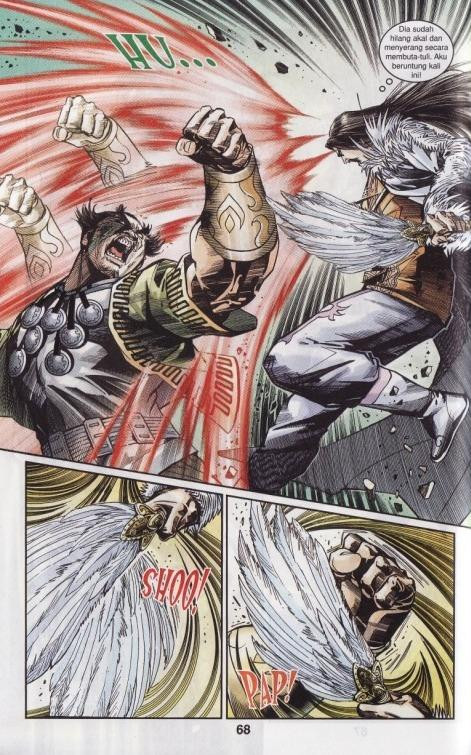 HU...
Dia sudah
hilang akal dan
menyerang secara
membuta-tuli. Aku
beruntung kali
ini!
SHOO!
PAP!
68